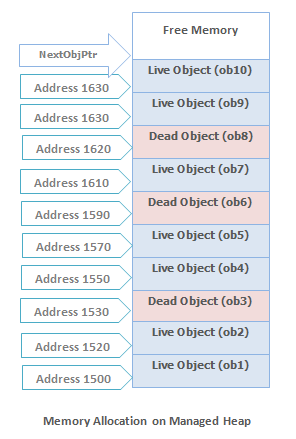 Free Memory
NextObjPtr
Live Object (ob10)
Address 1630
Live Object (ob9)
Address 1630
Dead Object (ob8)
Address 1620
Live Object (ob7)
Address 1610
Dead Object (ob6)
Address 1590
Live Object (ob5)
Address 1570
Live Object (ob4)
Address 1550
Dead Object (ob3)
Address 1530
Live Object (ob2)
Address 1520
Live Object (ob1)
Address 1500
Memory Allocation on Managed Heap